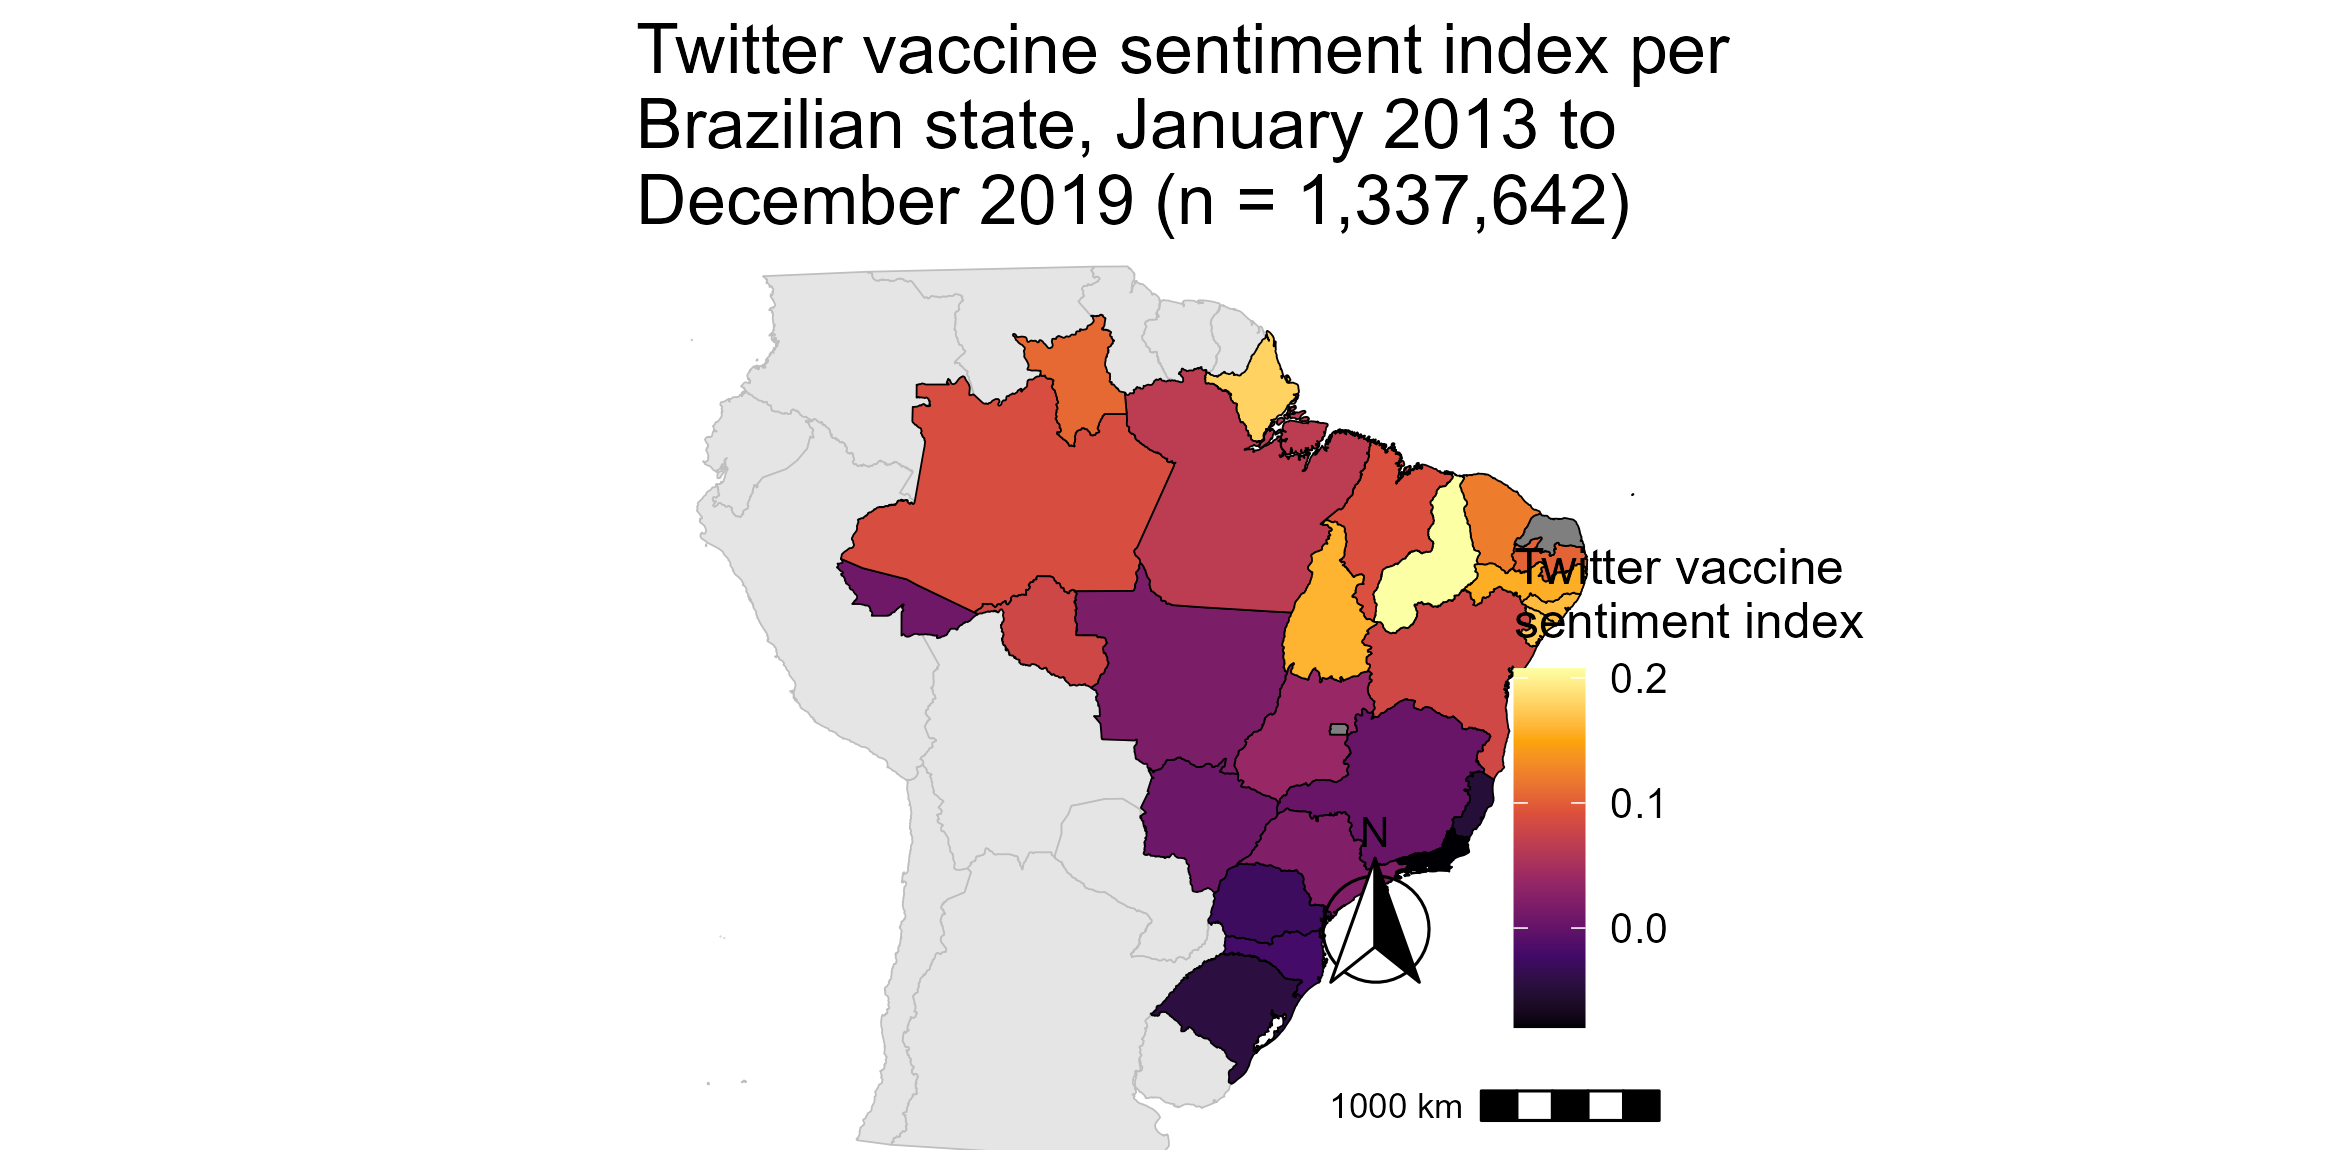 Twitter vaccine sentiment index per
Brazilian state, January 2013 to
December 2019 (n = 1,337,642)
Twitter vaccine
sentiment index
0.2
0.1
0.0
N
1000 km